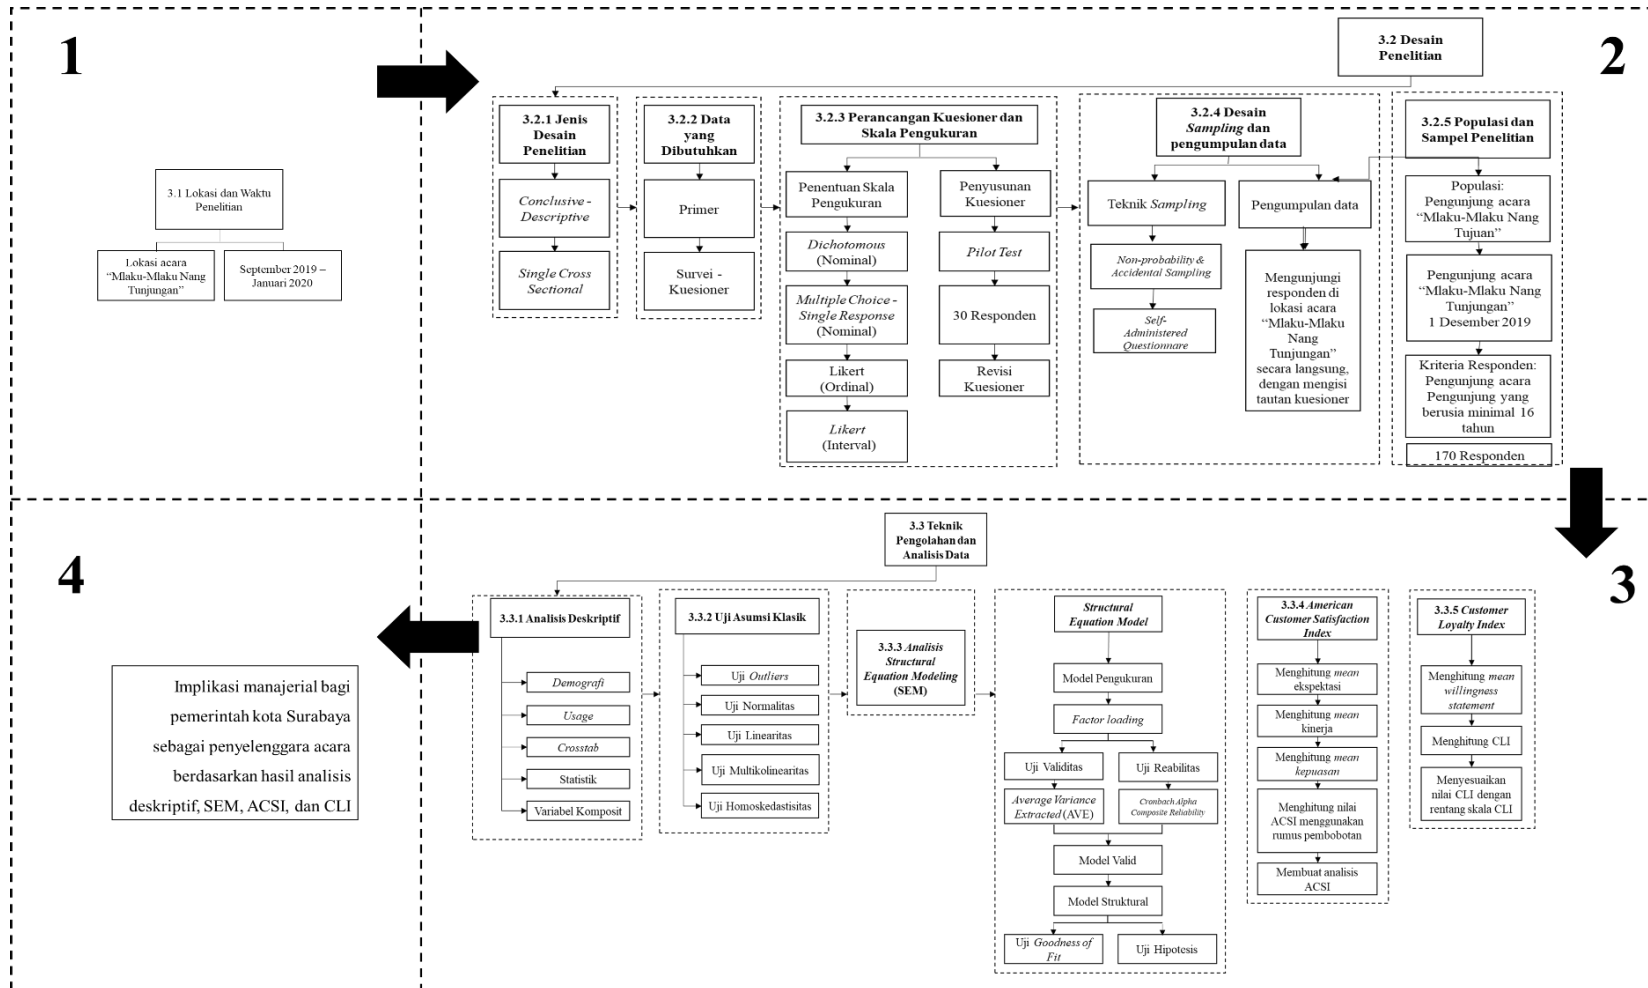 1
3.1 Lokasi dan Waktu
Penelitian
Lokasi acara
“Mlaku-Mlaku Nang
Tunjungan”
September 2019 –
Januari 2020
2
3.2 Desain
Penelitian
3.2.1 Jenis
Desain
Penelitian
Conclusive -
Descriptive
Single Cross
Sectional
3.2.2 Data
yang
Dibutuhkan
Primer
Survei -
Kuesioner
3.2.3 Perancangan Kuesioner dan
Skala Pengukuran
Penentuan Skala
Pengukuran
Dichotomous
(Nominal)
Multiple Choice -
Single Response
(Nominal)
Likert
(Ordinal)
Likert
(Interval)
Penyusunan
Kuesioner
Pilot Test
30 Responden
Revisi
Kuesioner
3.2.4 Desain
Sampling dan
pengumpulan data
Teknik Sampling
Non-probability &
Accidental Sampling
Self-
Administered
Questionnare
Pengumpulan data
Mengunjungi
responden di
lokasi acara
“Mlaku-Mlaku
Nang
Tunjungan”
secara langsung,
dengan mengisi
tautan kuesioner
3.2.5 Populasi dan
Sampel Penelitian
Populasi:
Pengunjung acara
“Mlaku-Mlaku Nang
Tujuan”
Pengunjung acara
“Mlaku-Mlaku Nang
Tunjungan”
1 Desember 2019
Kriteria Responden:
Pengunjung acara
Pengunjung yang
berusia minimal 16
tahun
170 Responden
3
3.3 Teknik
Pengolahan dan
Analisis Data
3.3.1 Analisis Deskriptif
Demografi
Usage
Crosstab
Statistik
Variabel Komposit
3.3.2 Uji Asumsi Klasik
Uji Outliers
Uji Normalitas
Uji Linearitas
Uji Multikolinearitas
Uji Homoskedastisitas
3.3.3 Analisis
Structural
Equation Modeling
(SEM)
Structural
Equation Model
Model Pengukuran
Factor loading
Uji Validitas
Uji Reabilitas
Average Variance
Extracted (AVE)
Cronbach Alpha
Composite Reliability
Model Valid
Model Struktural
Uji Goodness of
Fit
Uji Hipotesis
3.3.4 American
Customer Satisfaction
Index
Menghitung mean
ekspektasi
Menghitung mean
kinerja
Menghitung mean
kepuasan
Menghitung nilai
ACSI menggunakan
rumus pembobotan
Membuat analisis
ACSI
3.3.5 Customer
Loyalty Index
Menghitung mean
willingness
statement
Menghitung CLI
Menyesuaikan
nilai CLI dengan
rentang skala CLI
4
Implikasi manajerial bagi
pemerintah kota Surabaya
sebagai penyelenggara acara
berdasarkan hasil analisis
deskriptif, SEM, ACSI, dan CLI